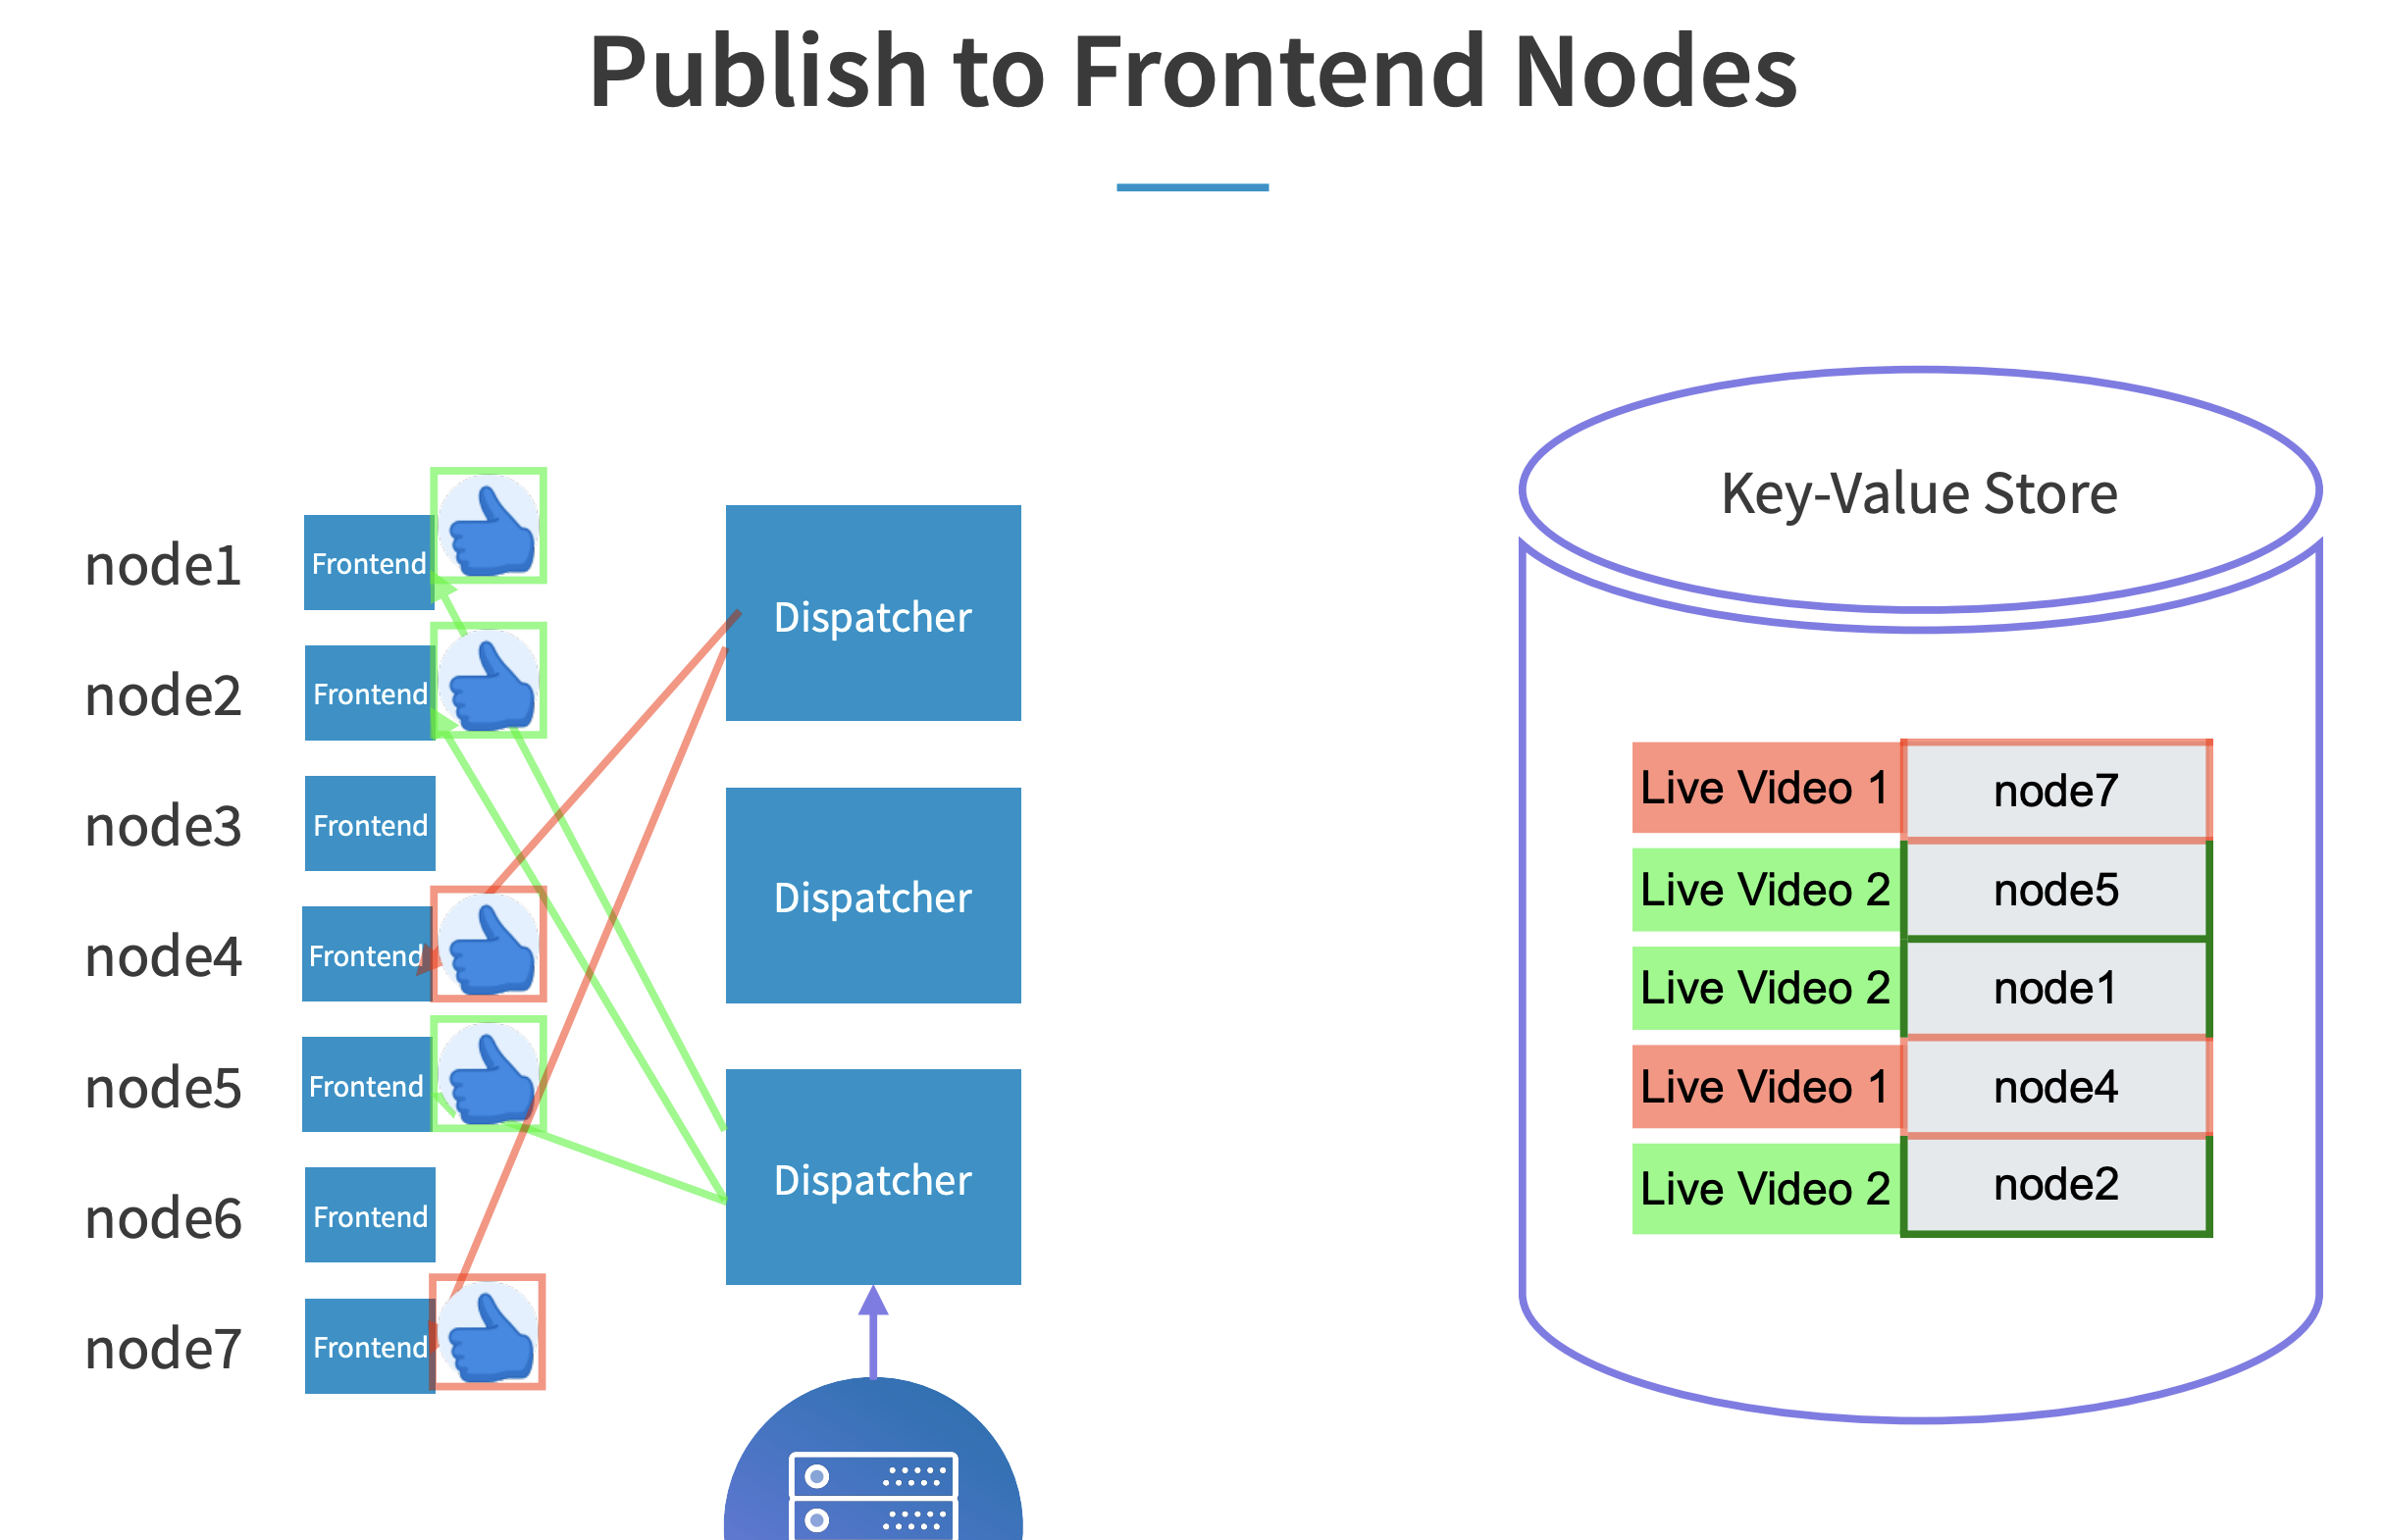 Publish to Frontend Nodes
node1
Frontend
node2
Frontend
node3
Frontend
node4
Frontend
node5
Frontend
node6
Frontend
node7
Frontend
Dispatcher
Dispatcher
Dispatcher
Key-Value Store
Live Video 1 node7
Live Video 2 node5
Live Video 2 node1
Live Video 1 node4
Live Video 2 node2